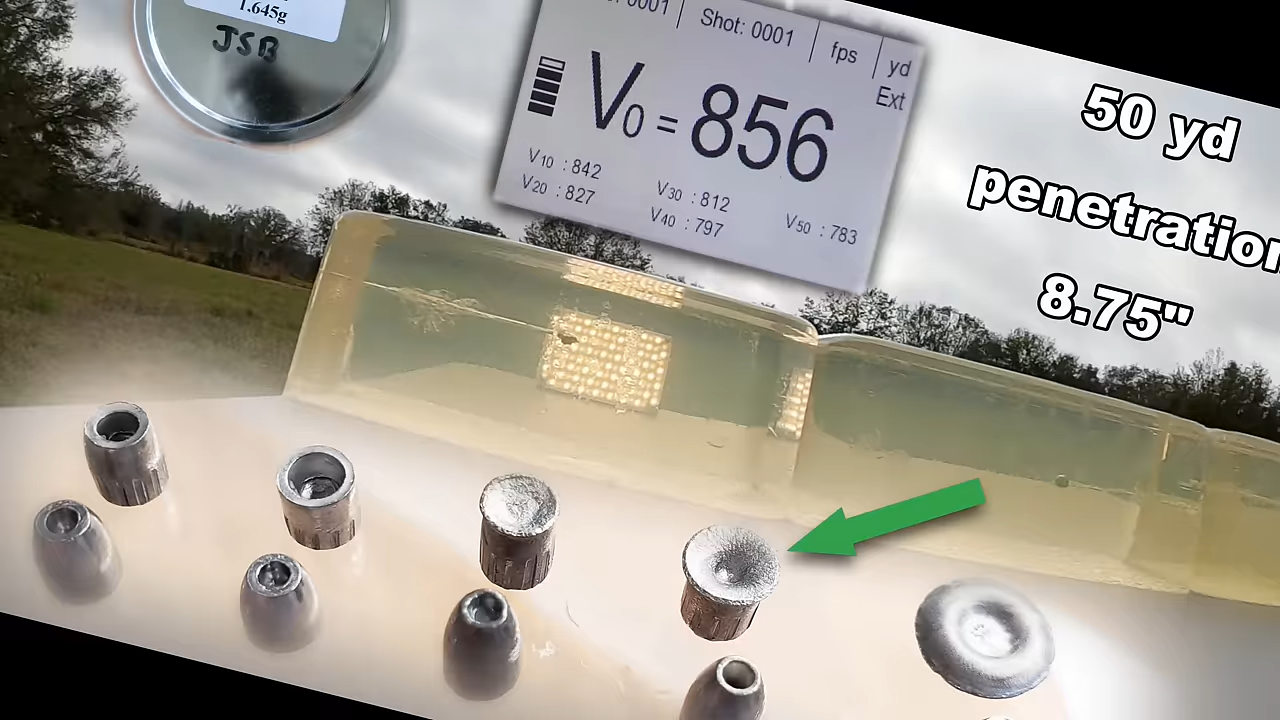 1.645g
JSB
0001 Shot: 0001 fps yd
Ext
V0 = 856
V10 : 842 V30 : 812 V50 : 783
V20 : 827 V40 : 797
50 yd
penetration
8.75"